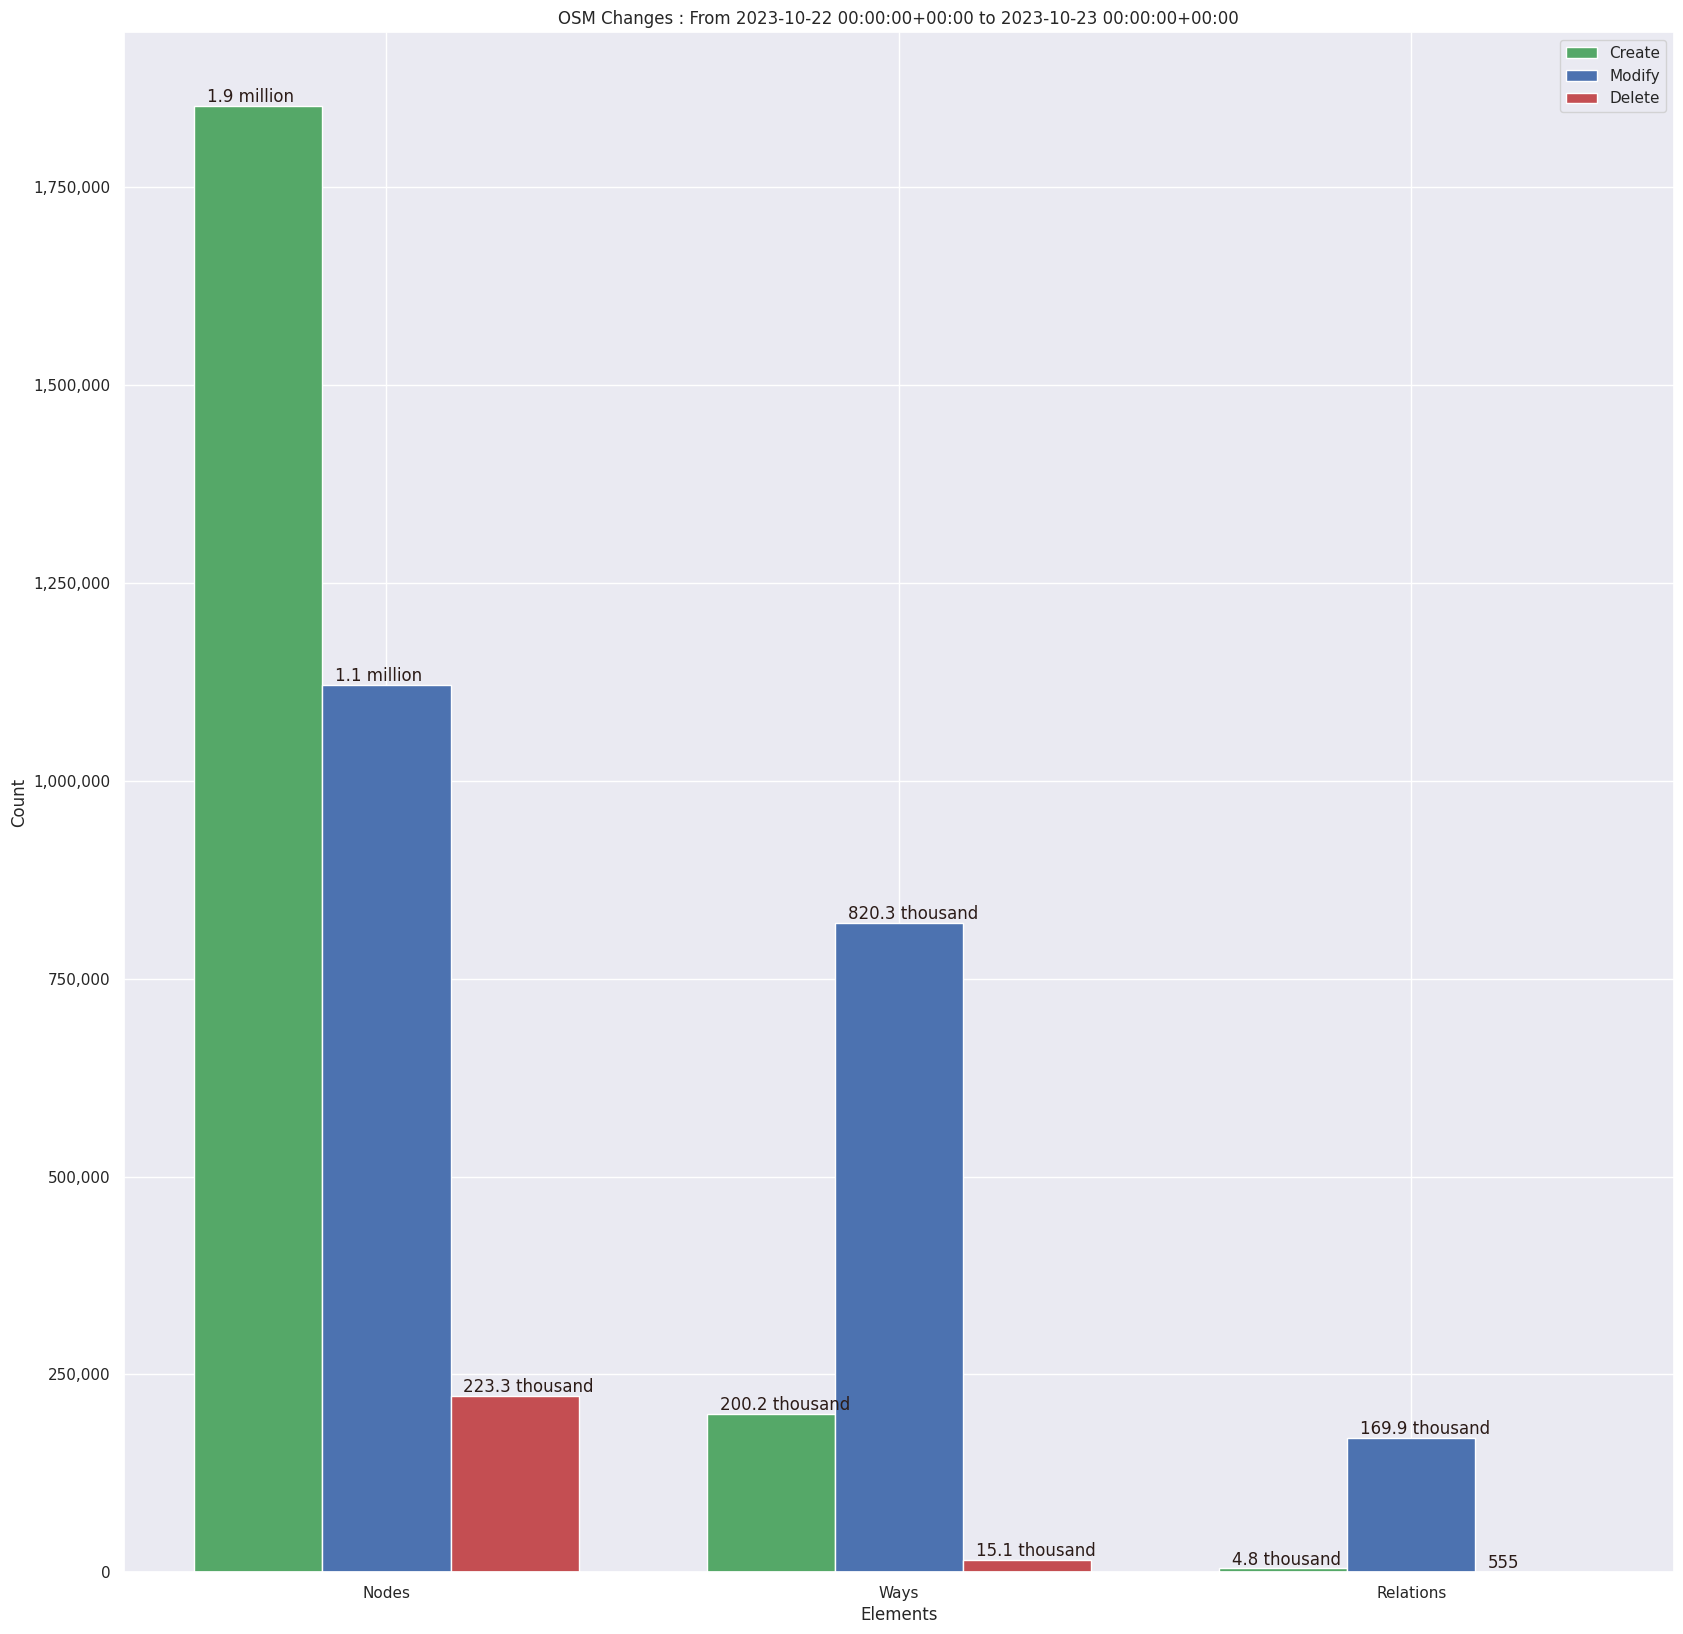 OSM Changes : From 2023-10-22 00:00:00+00:00 to 2023-10-23 00:00:00+00:00
Create
Modify
Delete
1.9 million
1,750,000
1,500,000
1,250,000
1.1 million
1,000,000
Count
820.3 thousand
750,000
500,000
250,000
223.3 thousand
200.2 thousand
169.9 thousand
15.1 thousand
4.8 thousand
555
0
Nodes
Ways
Relations
Elements